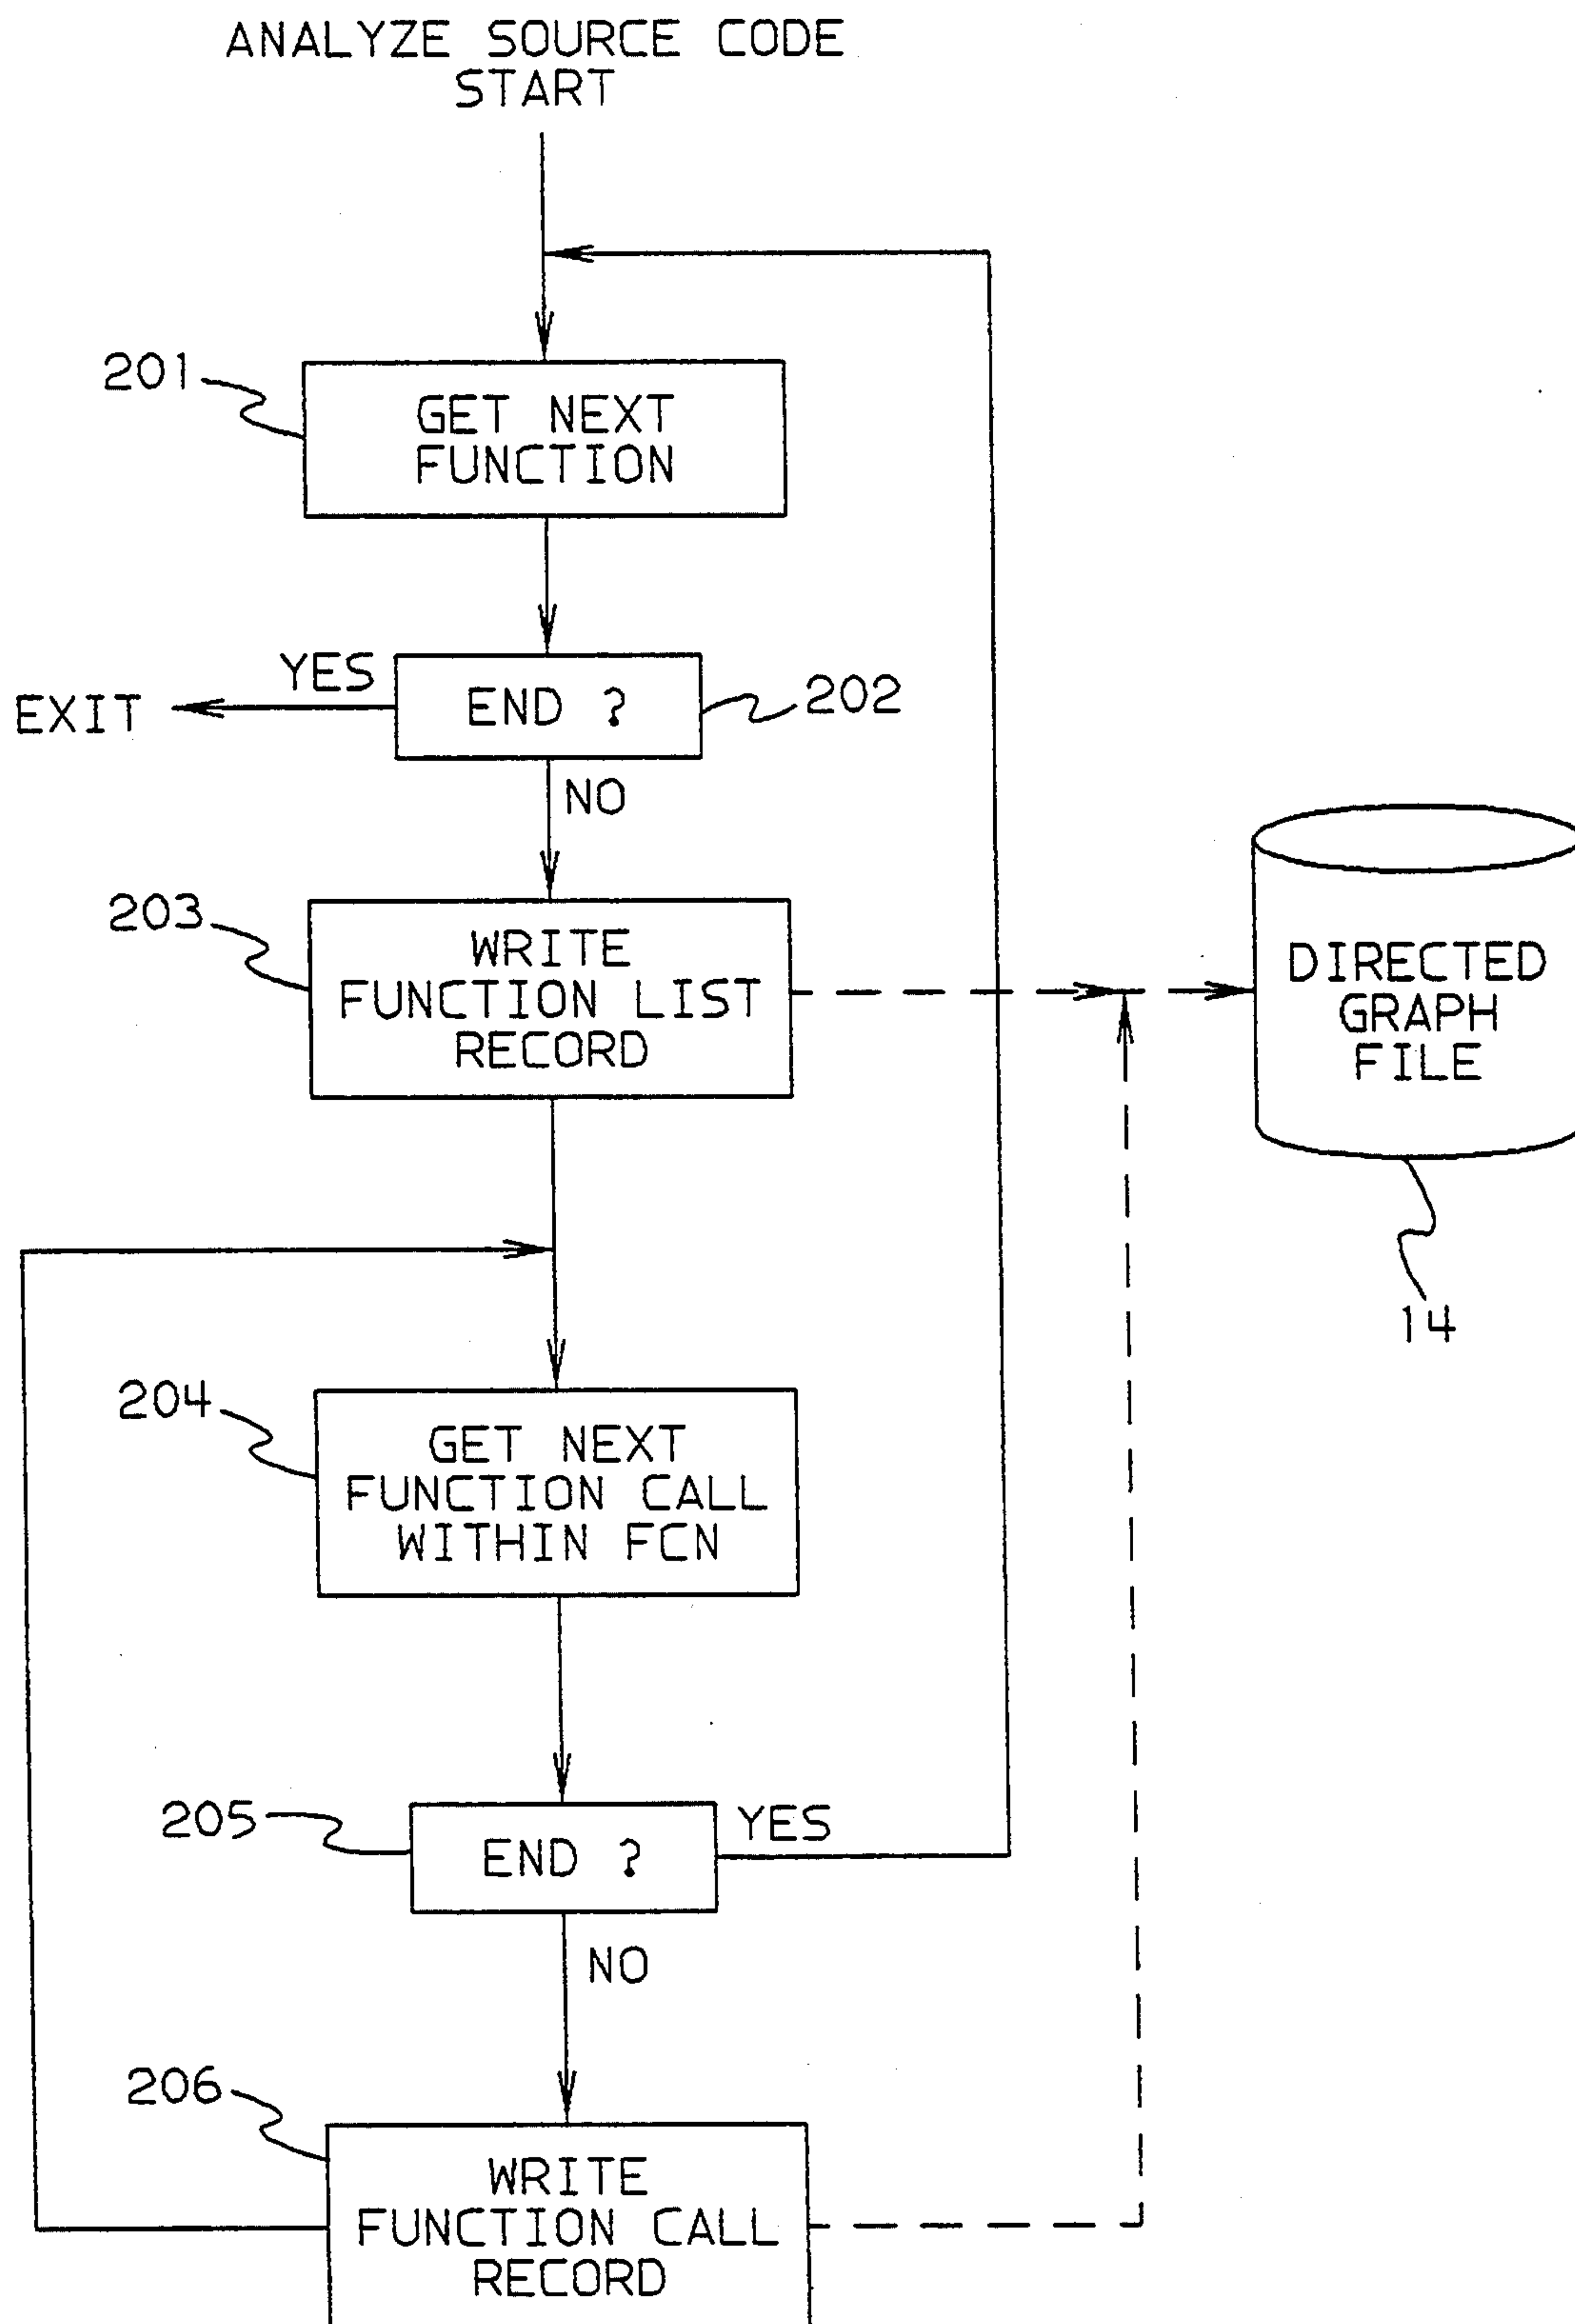 ANALYZE SOURCE CODE
START
201
GET NEXT
FUNCTION
YES
EXIT
END ?
202
NO
203
WRITE
FUNCTION LIST
RECORD
DIRECTED
GRAPH
FILE
14
204
GET NEXT
FUNCTION CALL
WITHIN FCN
205
END ?
YES
NO
206
WRITE
FUNCTION CALL
RECORD